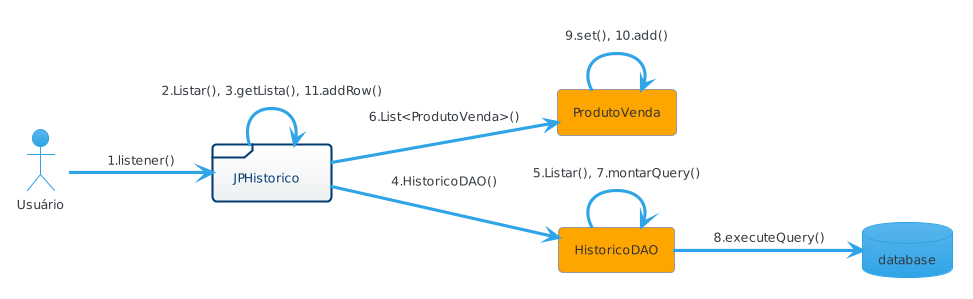 9.set(), 10.add()
2.Listar(), 3.getLista(), 11.addRow()
6.List<ProdutoVenda>()
ProdutoVenda
1.listener()
JPHistorico
4.HistoricoDAO()
5.Listar(), 7.montarQuery()
Usuário
8.executeQuery()
HistoricoDAO
database